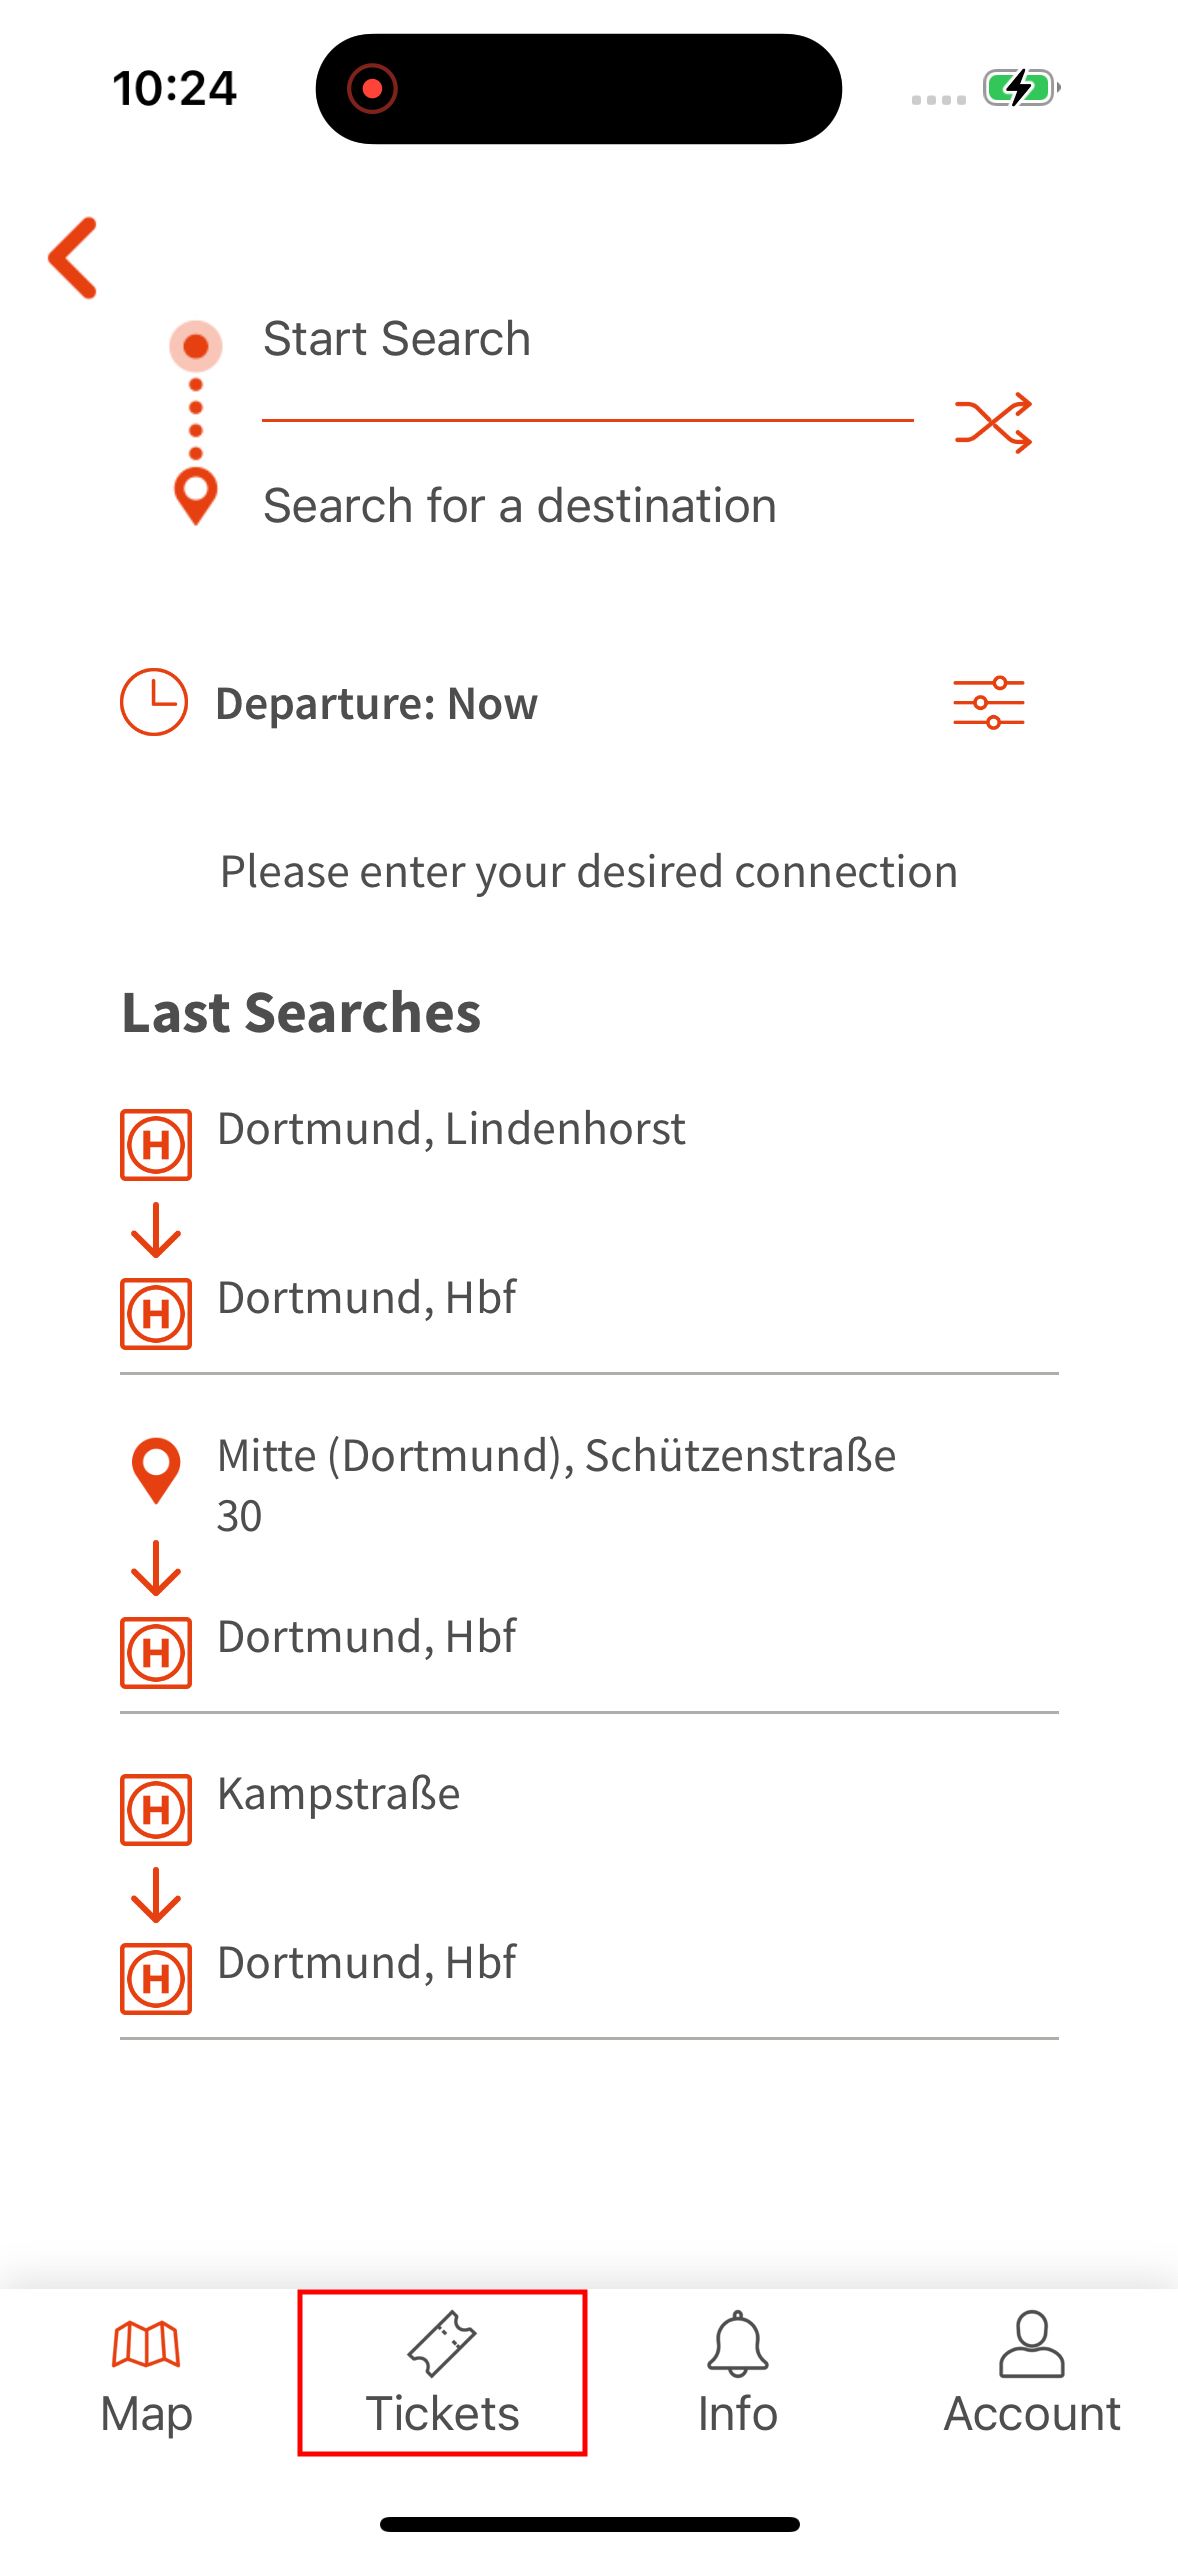 10:24
Start Search
Search for a destination
Departure: Now
Please enter your desired connection
Last Searches
H Dortmund, Lindenhorst
H Dortmund, Hbf
Mitte (Dortmund), Schützenstraße
30
H Dortmund, Hbf
H Kampstraße
H Dortmund, Hbf
Map Tickets Info Account